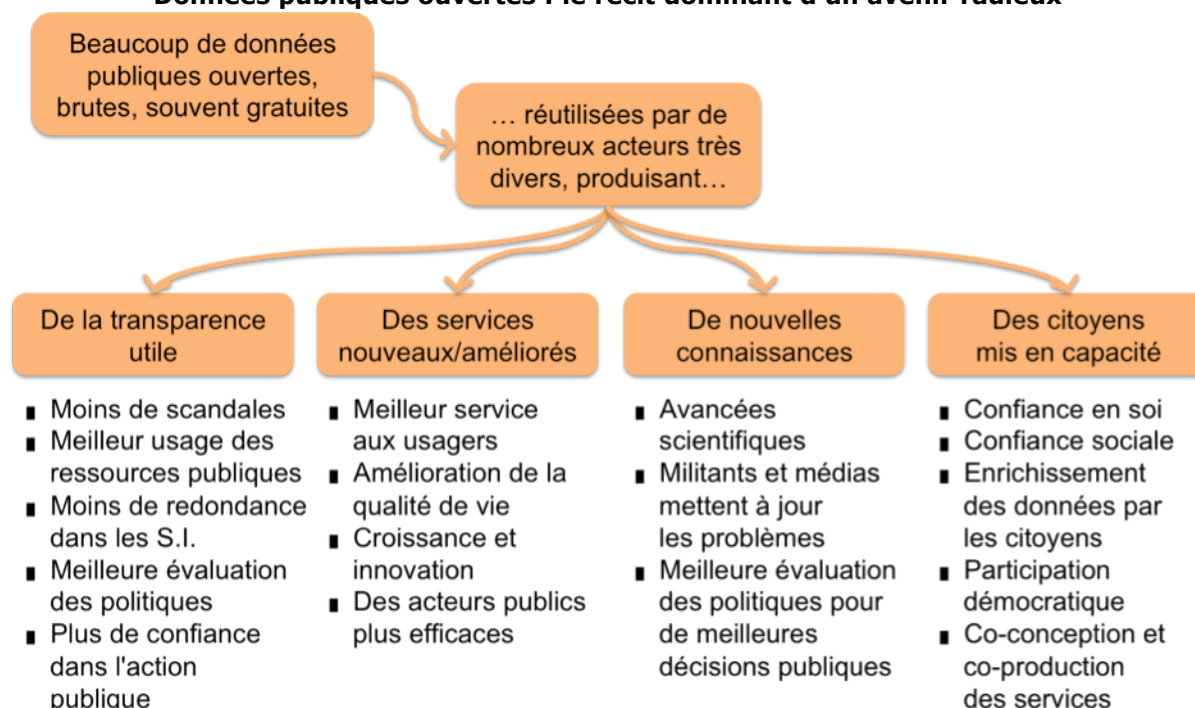 Données publiques ouvertes : le récit dominant d'un avenir radieux
Beaucoup de données
publiques ouvertes,
brutes, souvent gratuites
… réutilisées par de
nombreux acteurs très
divers, produisant…
De la transparence
utile
■ Moins de scandales
■ Meilleur usage des
ressources publiques
■ Moins de redondance
dans les S.I.
■ Meilleure évaluation
des politiques
■ Plus de confiance
dans l'action
publique
Des services
nouveaux/améliorés
■ Meilleur service
aux usagers
■ Amélioration de la
qualité de vie
■ Croissance et
innovation
■ Des acteurs publics
plus efficaces
De nouvelles
connaissances
■ Avancées
scientifiques
■ Militants et médias
mettent à jour
les problèmes
■ Meilleure évaluation
des politiques pour
de meilleures
décisions publiques
Des citoyens
mis en capacité
■ Confiance en soi
■ Confiance sociale
■ Enrichissement
des données par
les citoyens
■ Participation
démocratique
■ Co-conception et
co-production
des services